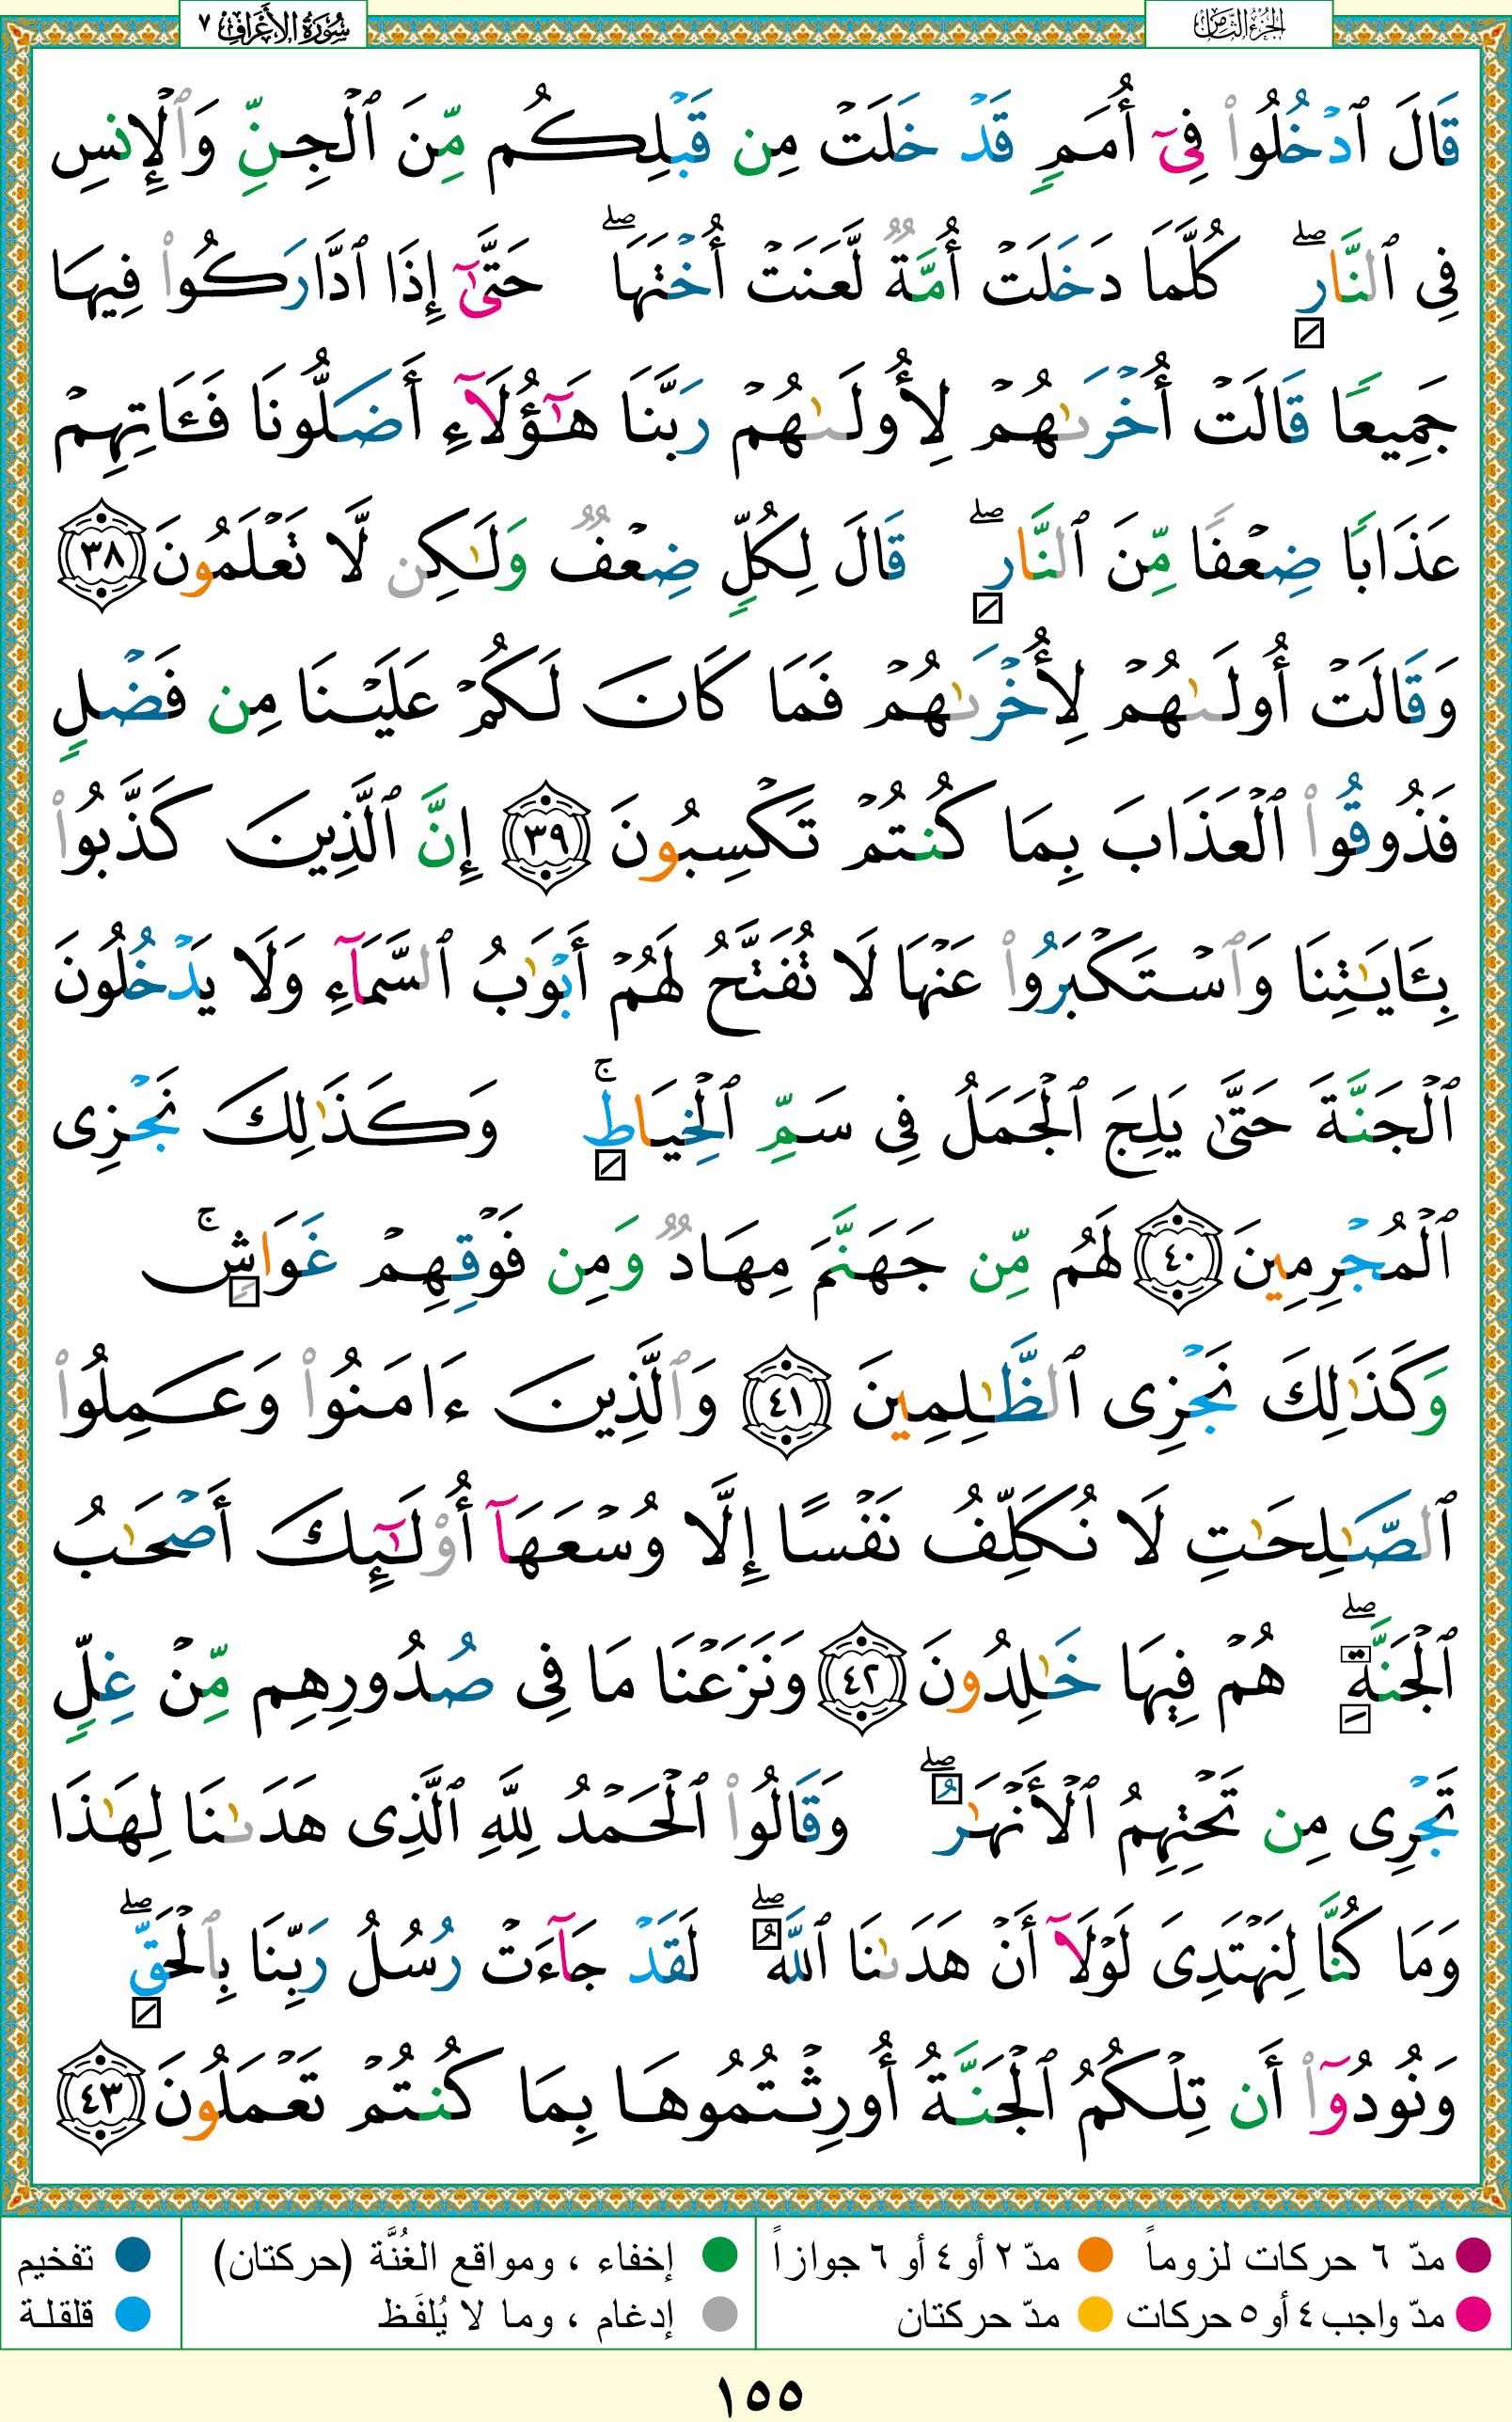 الجزء الثامن
سُورَةُ الأَعْرَافِ ٧
قَالَ ٱدْخُلُوا۟ فِىٓ أُمَمٍ قَدْ خَلَتْ مِن قَبْلِكُم مِّنَ ٱلْجِنِّ وَٱلْإِنسِ
فِى ٱلنَّارِ ۖ كُلَّمَا دَخَلَتْ أُمَّةٌ لَّعَنَتْ أُخْتَهَا ۖ حَتَّىٰٓ إِذَا ٱدَّارَكُوا۟ فِيهَا
جَمِيعًا قَالَتْ أُخْرَىٰهُمْ لِأُولَىٰهُمْ رَبَّنَا هَـٰٓؤُلَآءِ أَضَلُّونَا فَـَٔاتِهِمْ
عَذَابًا ضِعْفًا مِّنَ ٱلنَّارِ ۖ قَالَ لِكُلٍّ ضِعْفٌ وَلَـٰكِن لَّا تَعْلَمُونَ ٣٨
وَقَالَتْ أُولَىٰهُمْ لِأُخْرَىٰهُمْ فَمَا كَانَ لَكُمْ عَلَيْنَا مِن فَضْلٍ
فَذُوقُوا۟ ٱلْعَذَابَ بِمَا كُنتُمْ تَكْسِبُونَ ٣٩ إِنَّ ٱلَّذِينَ كَذَّبُوا۟
بِـَٔايَـٰتِنَا وَٱسْتَكْبَرُوا۟ عَنْهَا لَا تُفَتَّحُ لَهُمْ أَبْوَٰبُ ٱلسَّمَآءِ وَلَا يَدْخُلُونَ
ٱلْجَنَّةَ حَتَّىٰ يَلِجَ ٱلْجَمَلُ فِى سَمِّ ٱلْخِيَاطِ ۚ وَكَذَٰلِكَ نَجْزِى
ٱلْمُجْرِمِينَ ٤٠ لَهُم مِّن جَهَنَّمَ مِهَادٌ وَمِن فَوْقِهِمْ غَوَاشٍ ۚ
وَكَذَٰلِكَ نَجْزِى ٱلظَّـٰلِمِينَ ٤١ وَٱلَّذِينَ ءَامَنُوا۟ وَعَمِلُوا۟
ٱلصَّـٰلِحَـٰتِ لَا نُكَلِّفُ نَفْسًا إِلَّا وُسْعَهَآ أُو۟لَـٰٓئِكَ أَصْحَـٰبُ
ٱلْجَنَّةِ ۖ هُمْ فِيهَا خَـٰلِدُونَ ٤٢ وَنَزَعْنَا مَا فِى صُدُورِهِم مِّنْ غِلٍّ
تَجْرِى مِن تَحْتِهِمُ ٱلْأَنْهَـٰرُ ۖ وَقَالُوا۟ ٱلْحَمْدُ لِلَّهِ ٱلَّذِى هَدَىٰنَا لِهَـٰذَا
وَمَا كُنَّا لِنَهْتَدِىَ لَوْلَآ أَنْ هَدَىٰنَا ٱللَّهُ ۖ لَقَدْ جَآءَتْ رُسُلُ رَبِّنَا بِٱلْحَقِّ ۖ
وَنُودُوٓا۟ أَن تِلْكُمُ ٱلْجَنَّةُ أُورِثْتُمُوهَا بِمَا كُنتُمْ تَعْمَلُونَ ٤٣
مدّ ٦ حركات لزوماً مدّ ٢ أو ٤ أو ٦ جوازاً إخفاء ، ومواقع الغُنَّة (حركتان) تفخيم
مدّ واجب ٤ أو ٥ حركات مدّ حركتان إدغام ، وما لا يُلفَظ قلقلة
١٥٥